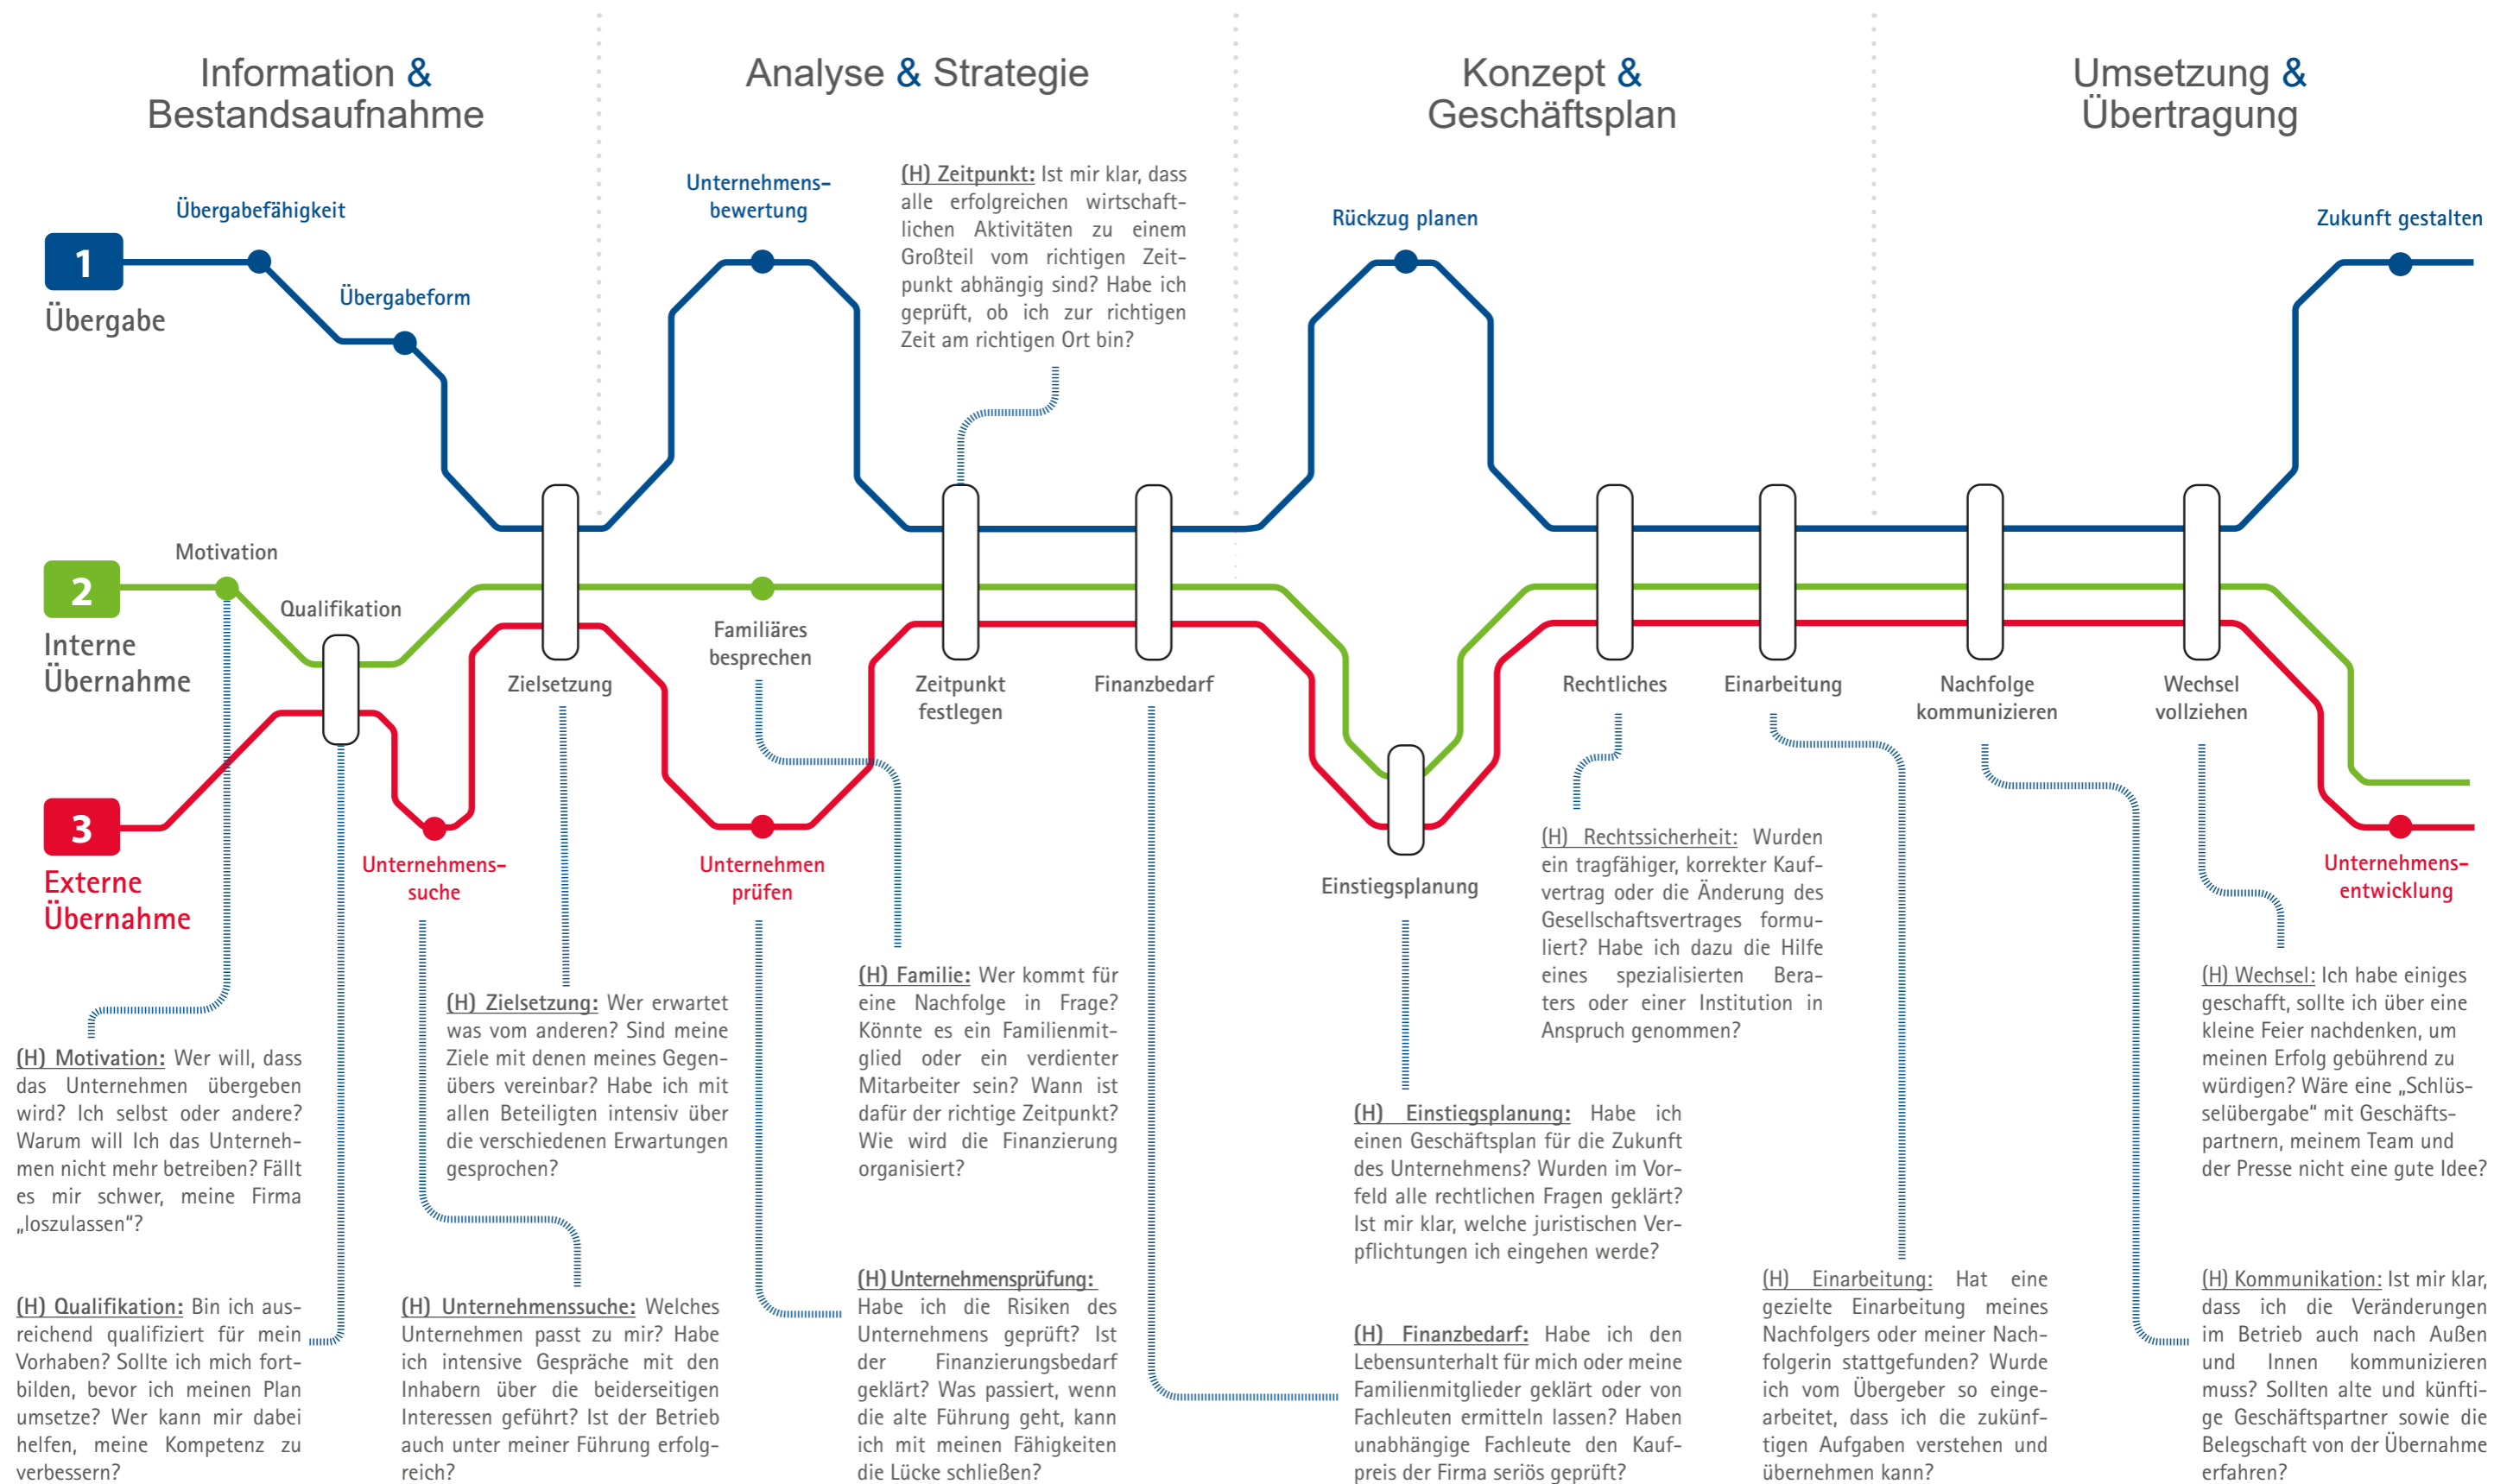 Information &
Bestandsaufnahme
Analyse & Strategie
Konzept &
Geschäftsplan
Umsetzung &
Übertragung
1
Übergabe
Übergabefähigkeit
Übergabeform
Unternehmens-
bewertung
(H) Zeitpunkt: Ist mir klar, dass
alle erfolgreichen wirtschaft-
lichen Aktivitäten zu einem
Großteil vom richtigen Zeit-
punkt abhängig sind? Habe ich
geprüft, ob ich zur richtigen
Zeit am richtigen Ort bin?
Rückzug planen
Zukunft gestalten
2
Interne
Übernahme
Motivation
Qualifikation
Zielsetzung
Familiäres
besprechen
Zeitpunkt
festlegen
Finanzbedarf
Rechtliches
Einarbeitung
Nachfolge
kommunizieren
Wechsel
vollziehen
3
Externe
Übernahme
Unternehmens-
suche
Unternehmen
prüfen
Einstiegsplanung
Unternehmens-
entwicklung
(H) Motivation: Wer will, dass
das Unternehmen übergeben
wird? Ich selbst oder andere?
Warum will Ich das Unterneh-
men nicht mehr betreiben? Fällt
es mir schwer, meine Firma
„loszulassen“?
(H) Qualifikation: Bin ich aus-
reichend qualifiziert für mein
Vorhaben? Sollte ich mich fort-
bilden, bevor ich meinen Plan
umsetze? Wer kann mir dabei
helfen, meine Kompetenz zu
verbessern?
(H) Zielsetzung: Wer erwartet
was vom anderen? Sind meine
Ziele mit denen meines Gegen-
übers vereinbar? Habe ich mit
allen Beteiligten intensiv über
die verschiedenen Erwartungen
gesprochen?
(H) Unternehmenssuche: Welches
Unternehmen passt zu mir? Habe
ich intensive Gespräche mit den
Inhabern über die beiderseitigen
Interessen geführt? Ist der Betrieb
auch unter meiner Führung erfolg-
reich?
(H) Familie: Wer kommt für
eine Nachfolge in Frage?
Könnte es ein Familienmit-
glied oder ein verdienter
Mitarbeiter sein? Wann ist
dafür der richtige Zeitpunkt?
Wie wird die Finanzierung
organisiert?
(H) Unternehmensprüfung:
Habe ich die Risiken des
Unternehmens geprüft? Ist
der Finanzierungsbedarf
geklärt? Was passiert, wenn
die alte Führung geht, kann
ich mit meinen Fähigkeiten
die Lücke schließen?
(H) Rechtssicherheit: Wurden
ein tragfähiger, korrekter Kauf-
vertrag oder die Änderung des
Gesellschaftsvertrages formu-
liert? Habe ich dazu die Hilfe
eines spezialisierten Bera-
ters oder einer Institution in
Anspruch genommen?
(H) Einstiegsplanung: Habe ich
einen Geschäftsplan für die Zukunft
des Unternehmens? Wurden im Vor-
feld alle rechtlichen Fragen geklärt?
Ist mir klar, welche juristischen Ver-
pflichtungen ich eingehen werde?
(H) Finanzbedarf: Habe ich den
Lebensunterhalt für mich oder meine
Familienmitglieder geklärt oder von
Fachleuten ermitteln lassen? Haben
unabhängige Fachleute den Kauf-
preis der Firma seriös geprüft?
(H) Einarbeitung: Hat eine
gezielte Einarbeitung meines
Nachfolgers oder meiner Nach-
folgerin stattgefunden? Wurde
ich vom Übergeber so einge-
arbeitet, dass ich die zukünf-
tigen Aufgaben verstehen und
übernehmen kann?
(H) Wechsel: Ich habe einiges
geschafft, sollte ich über eine
kleine Feier nachdenken, um
meinen Erfolg gebührend zu
würdigen? Wäre eine „Schlüs-
selübergabe“ mit Geschäfts-
partnern, meinem Team und
der Presse nicht eine gute Idee?
(H) Kommunikation: Ist mir klar,
dass ich die Veränderungen
im Betrieb auch nach Außen
und Innen kommunizieren
muss? Sollten alte und künfti-
ge Geschäftspartner sowie die
Belegschaft von der Übernahme
erfahren?